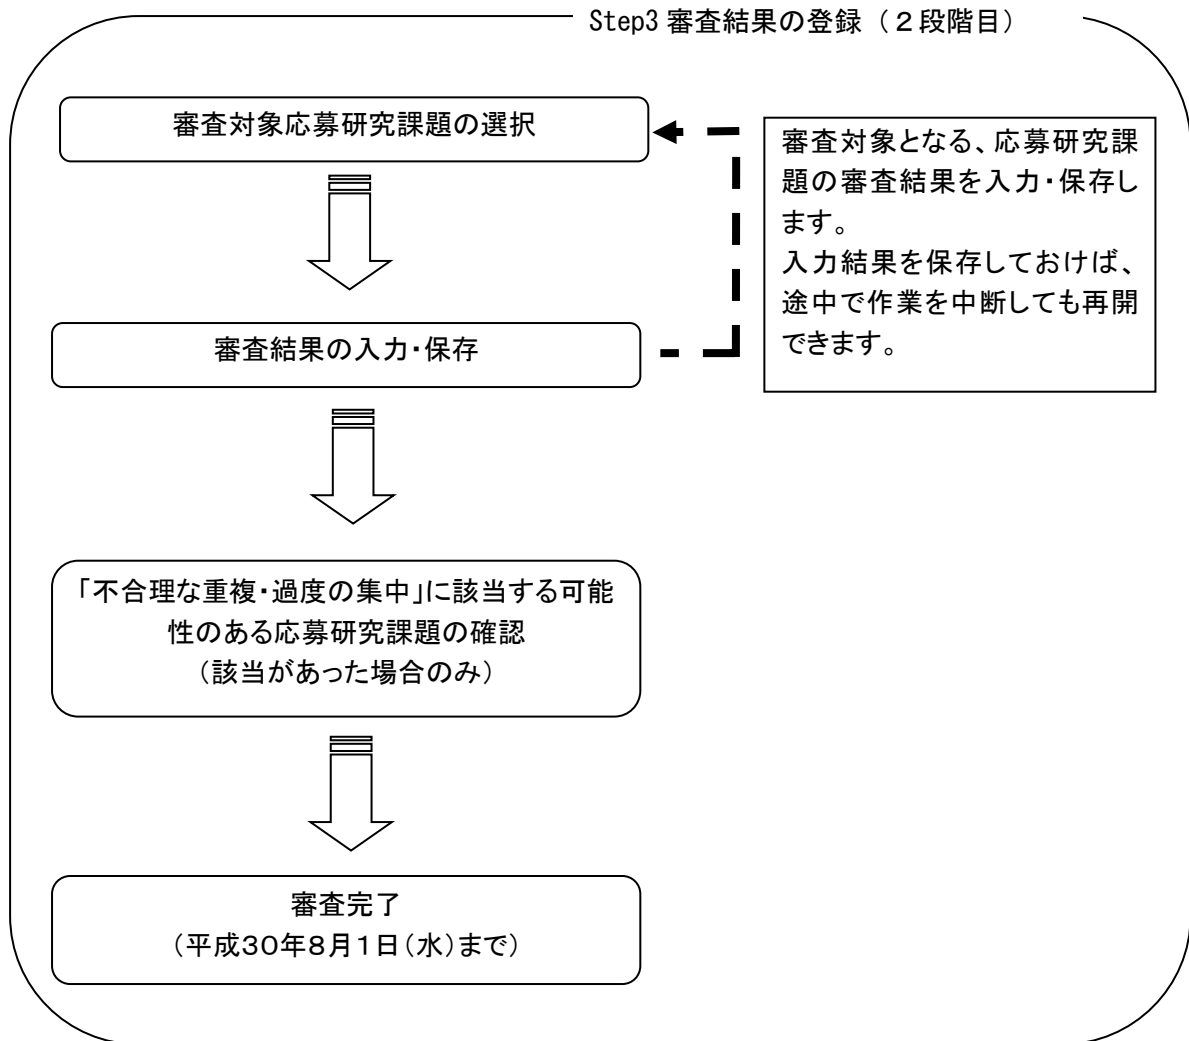 Step3 審査結果の登録（２段階目）
審査対象応募研究課題の選択
審査対象となる、応募研究課
題の審査結果を入力・保存し
ます。
入力結果を保存しておけば、
途中で作業を中断しても再開
できます。
審査結果の入力・保存
「不合理な重複・過度の集中」に該当する可能
性のある応募研究課題の確認
（該当があった場合のみ）
審査完了
（平成３０年８月１日（水）まで）